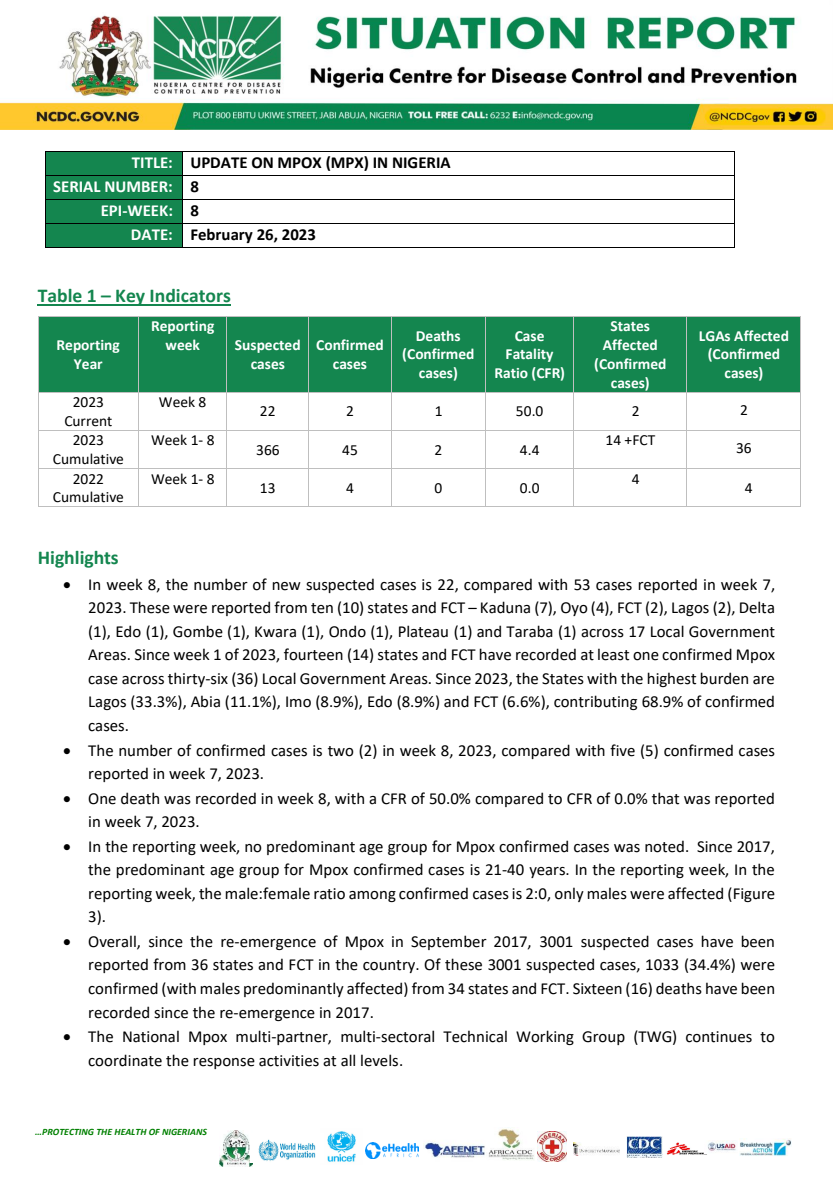 SITUATION REPORT
NCDC
NIGERIA CENTRE FOR DISEASE
CONTROL AND PREVENTION
Nigeria Centre for Disease Control and Prevention
NCDC.GOV.NG
PLOT 800 EBITU UKIWE STREET, JABI ABUJA, NIGERIA TOLL FREE CALL: 6232 E:info@ncdc.gov.ng
@NCDCgov
TITLE: UPDATE ON MPOX (MPX) IN NIGERIA
SERIAL NUMBER: 8
EPI-WEEK: 8
DATE: February 26, 2023
Table 1 – Key Indicators
Reporting Year | Reporting week | Suspected cases | Confirmed cases | Deaths (Confirmed cases) | Case Fatality Ratio (CFR) | States Affected (Confirmed cases) | LGAs Affected (Confirmed cases)
2023 Current | Week 8 | 22 | 2 | 1 | 50.0 | 2 | 2
2023 Cumulative | Week 1- 8 | 366 | 45 | 2 | 4.4 | 14 +FCT | 36
2022 Cumulative | Week 1- 8 | 13 | 4 | 0 | 0.0 | 4 | 4
Highlights
• In week 8, the number of new suspected cases is 22, compared with 53 cases reported in week 7,
2023. These were reported from ten (10) states and FCT – Kaduna (7), Oyo (4), FCT (2), Lagos (2), Delta
(1), Edo (1), Gombe (1), Kwara (1), Ondo (1), Plateau (1) and Taraba (1) across 17 Local Government
Areas. Since week 1 of 2023, fourteen (14) states and FCT have recorded at least one confirmed Mpox
case across thirty-six (36) Local Government Areas. Since 2023, the States with the highest burden are
Lagos (33.3%), Abia (11.1%), Imo (8.9%), Edo (8.9%) and FCT (6.6%), contributing 68.9% of confirmed
cases.
• The number of confirmed cases is two (2) in week 8, 2023, compared with five (5) confirmed cases
reported in week 7, 2023.
• One death was recorded in week 8, with a CFR of 50.0% compared to CFR of 0.0% that was reported
in week 7, 2023.
• In the reporting week, no predominant age group for Mpox confirmed cases was noted. Since 2017,
the predominant age group for Mpox confirmed cases is 21-40 years. In the reporting week, In the
reporting week, the male:female ratio among confirmed cases is 2:0, only males were affected (Figure
3).
• Overall, since the re-emergence of Mpox in September 2017, 3001 suspected cases have been
reported from 36 states and FCT in the country. Of these 3001 suspected cases, 1033 (34.4%) were
confirmed (with males predominantly affected) from 34 states and FCT. Sixteen (16) deaths have been
recorded since the re-emergence in 2017.
• The National Mpox multi-partner, multi-sectoral Technical Working Group (TWG) continues to
coordinate the response activities at all levels.
...PROTECTING THE HEALTH OF NIGERIANS
World Health
Organization
unicef
eHealth
AFRICA
AFENET
AFRICA CDC
NIGERIAN
RED CROSS
CDC
USAID
Breakthrough
ACTION